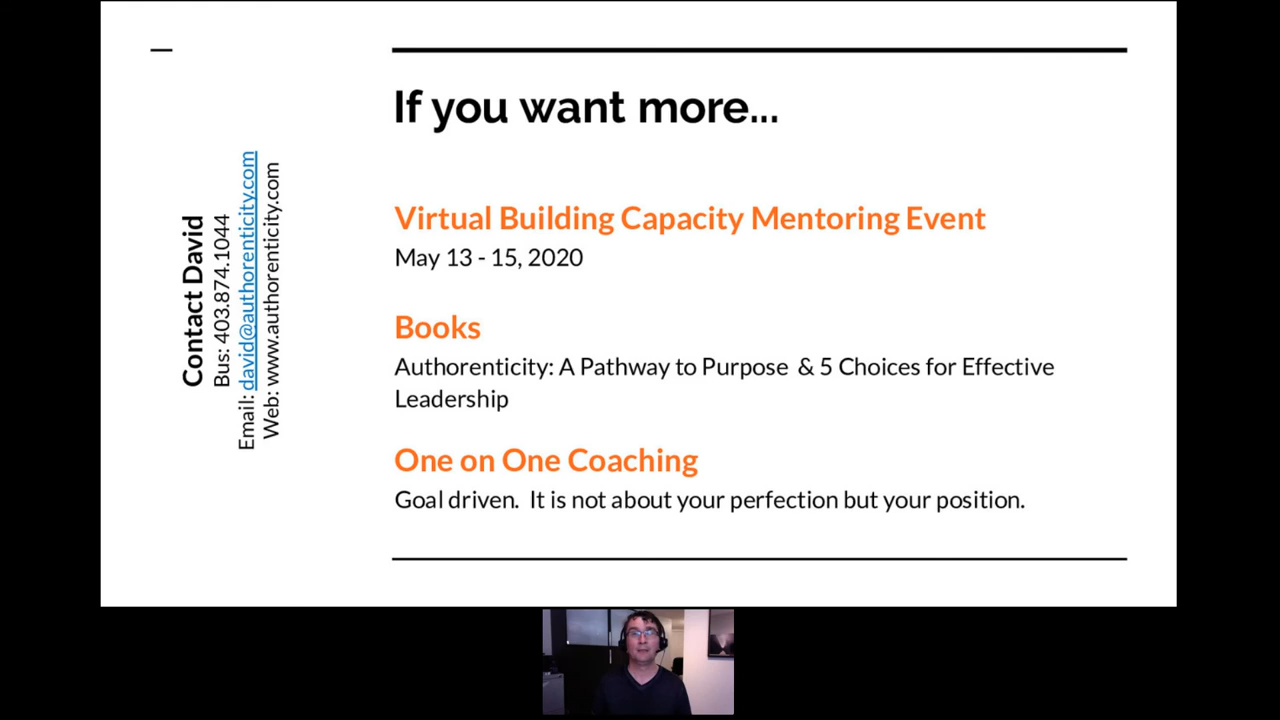 If you want more...
Virtual Building Capacity Mentoring Event
May 13 - 15, 2020
Books
Authorenticity: A Pathway to Purpose & 5 Choices for Effective
Leadership
One on One Coaching
Goal driven. It is not about your perfection but your position.
Contact David
Bus: 403.874.1044
Email: david@authorenticity.com
Web: www.authorenticity.com